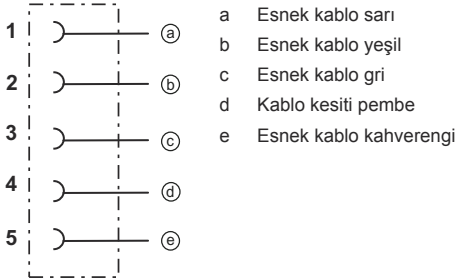 1 ⓐ
2 ⓑ
3 ⓒ
4 ⓓ
5 ⓔ
a Esnek kablo sarı
b Esnek kablo yeşil
c Esnek kablo gri
d Kablo kesiti pembe
e Esnek kablo kahverengi